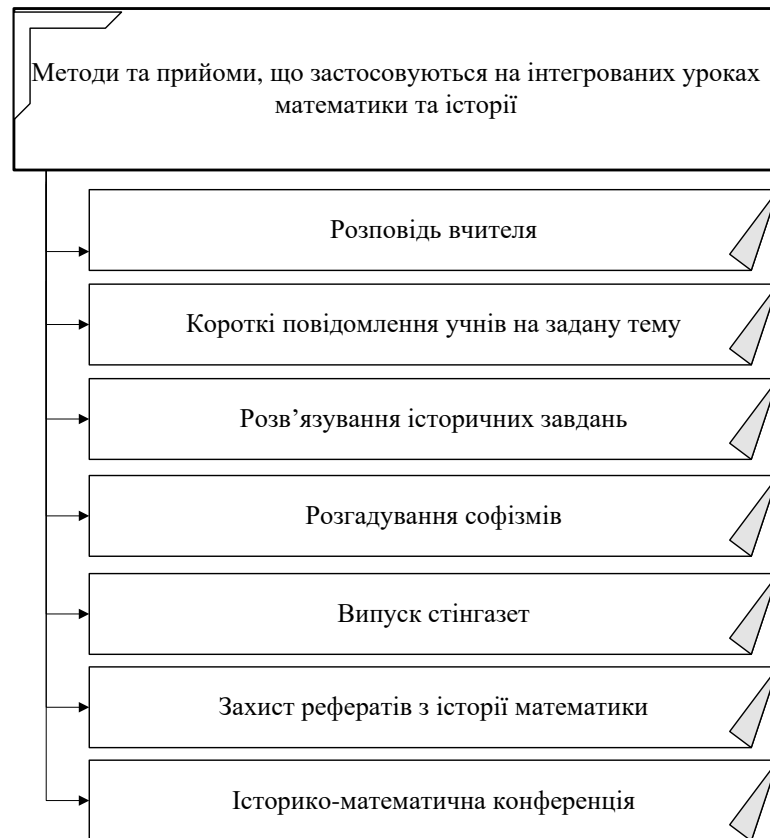 Методи та прийоми, що застосовуються на інтегрованих уроках
математики та історії
Розповідь вчителя
Короткі повідомлення учнів на задану тему
Розв’язування історичних завдань
Розгадування софізмів
Випуск стінгазет
Захист рефератів з історії математики
Історико-математична конференція